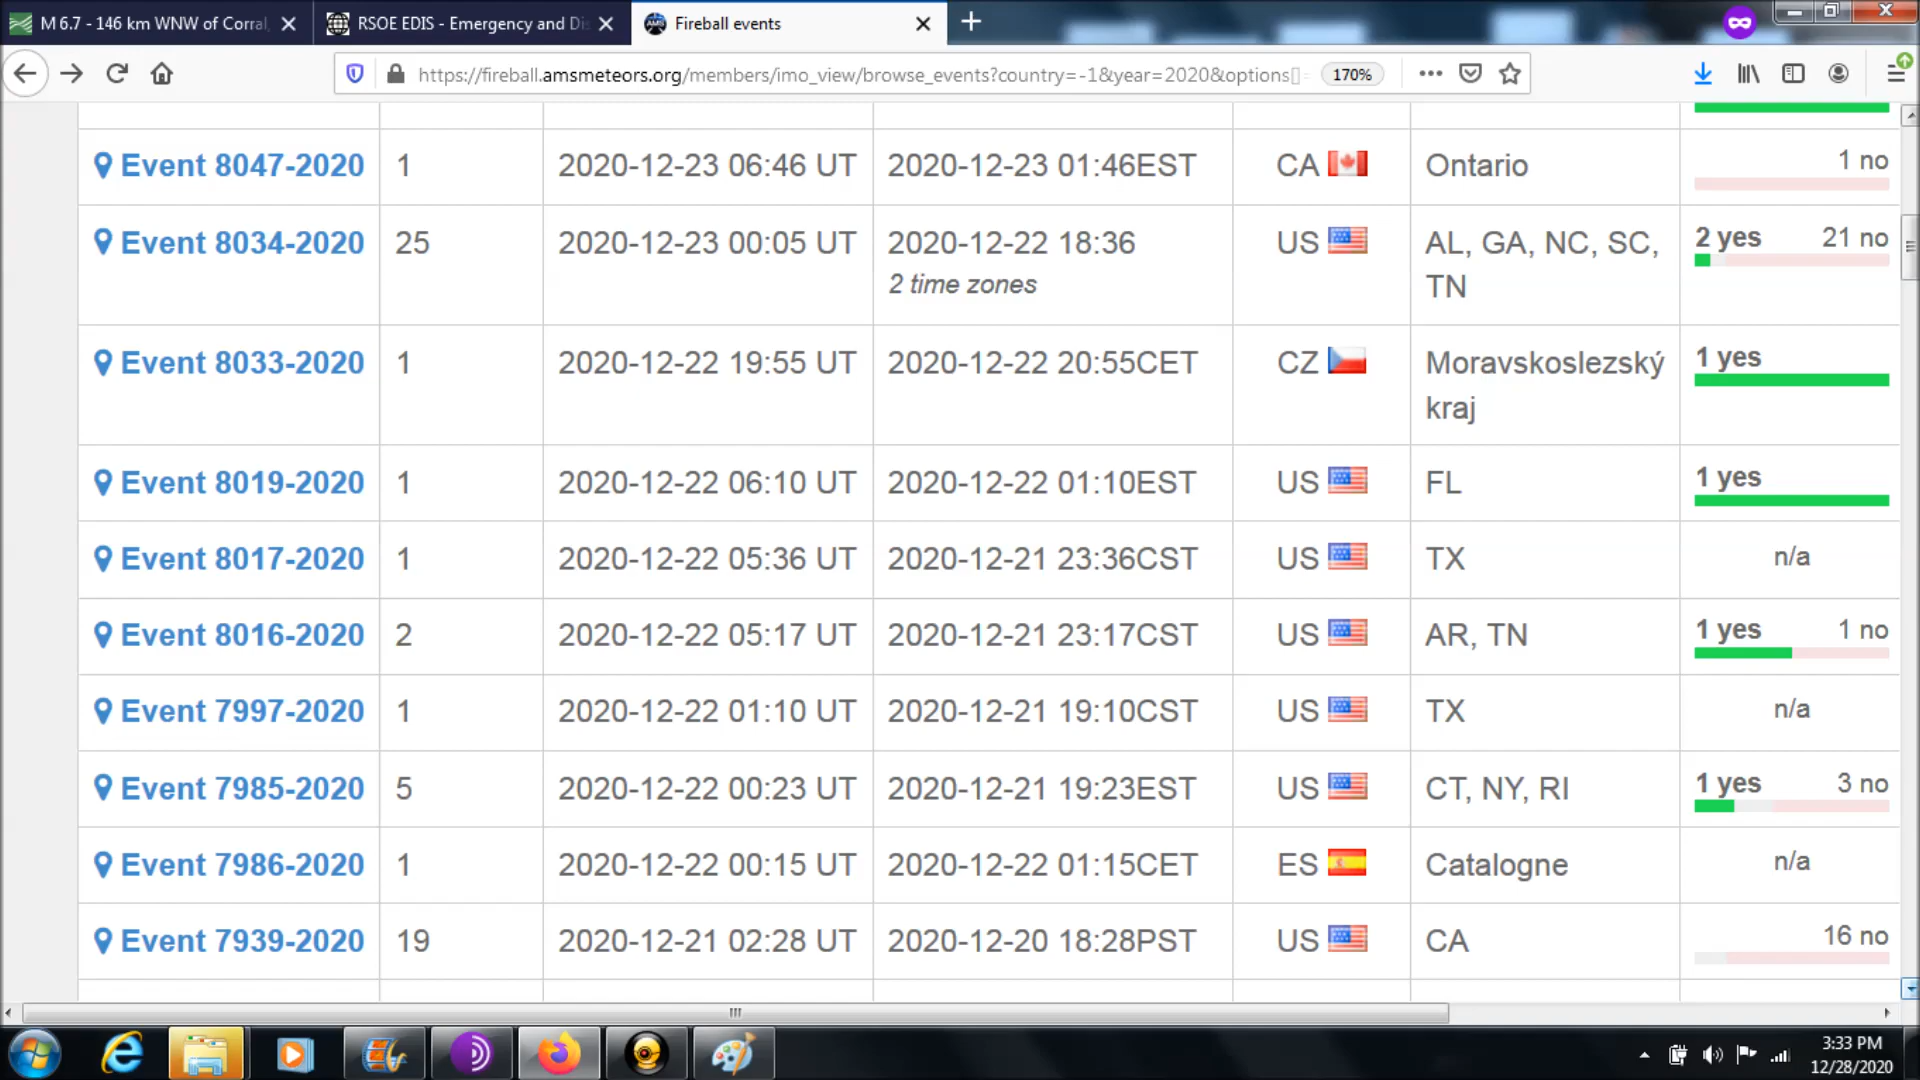 M 6.7 - 146 km WNW of Corral,
RSOE EDIS - Emergency and Di
Fireball events
https://fireball.amsmeteors.org/members/imo_view/browse_events?country=-1&year=2020&options[]=
170%
Event 8047-2020 1 2020-12-23 06:46 UT 2020-12-23 01:46EST CA Ontario 1 no
Event 8034-2020 25 2020-12-23 00:05 UT 2020-12-22 18:36 US AL, GA, NC, SC, 2 yes 21 no
2 time zones TN
Event 8033-2020 1 2020-12-22 19:55 UT 2020-12-22 20:55CET CZ Moravskoslezský 1 yes
kraj
Event 8019-2020 1 2020-12-22 06:10 UT 2020-12-22 01:10EST US FL 1 yes
Event 8017-2020 1 2020-12-22 05:36 UT 2020-12-21 23:36CST US TX n/a
Event 8016-2020 2 2020-12-22 05:17 UT 2020-12-21 23:17CST US AR, TN 1 yes 1 no
Event 7997-2020 1 2020-12-22 01:10 UT 2020-12-21 19:10CST US TX n/a
Event 7985-2020 5 2020-12-22 00:23 UT 2020-12-21 19:23EST US CT, NY, RI 1 yes 3 no
Event 7986-2020 1 2020-12-22 00:15 UT 2020-12-22 01:15CET ES Catalogne n/a
Event 7939-2020 19 2020-12-21 02:28 UT 2020-12-20 18:28PST US CA 16 no
3:33 PM
12/28/2020